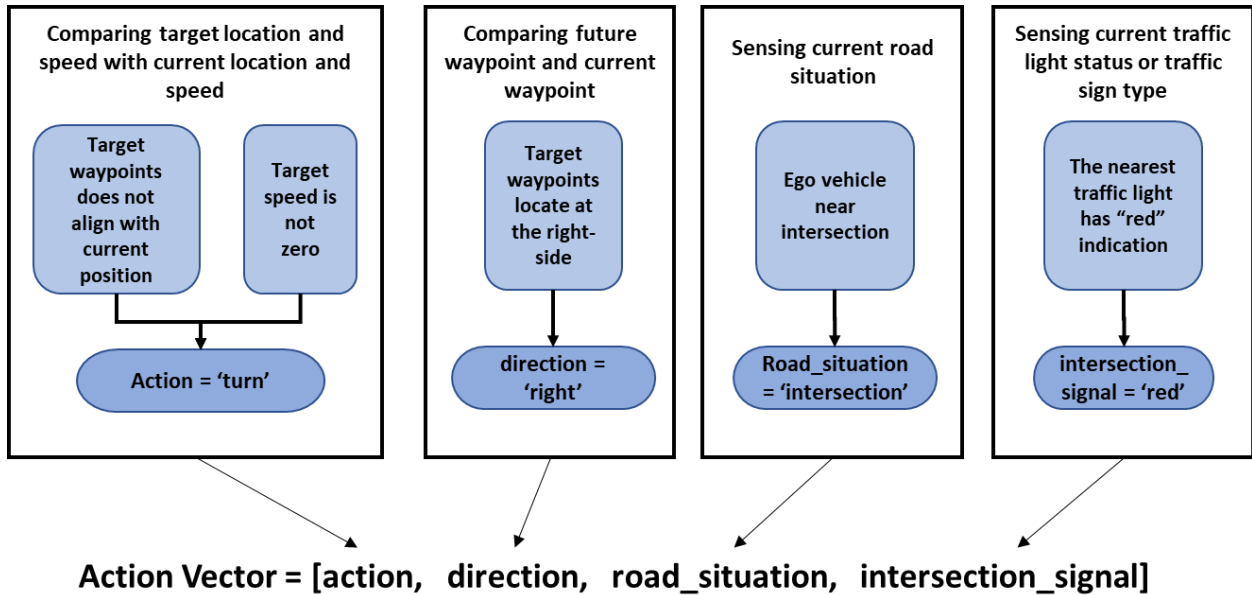 Comparing target location and
speed with current location and
speed
Target
waypoints
does not
align with
current
position
Target
speed is
not
zero
Action = ‘turn’
Comparing future
waypoint and current
waypoint
Target
waypoints
locate at
the right-
side
direction =
‘right’
Sensing current road
situation
Ego vehicle
near
intersection
Road_situation
= ‘intersection’
Sensing current traffic
light status or traffic
sign type
The nearest
traffic light
has “red”
indication
intersection_
signal = ‘red’
Action Vector = [action, direction, road_situation, intersection_signal]